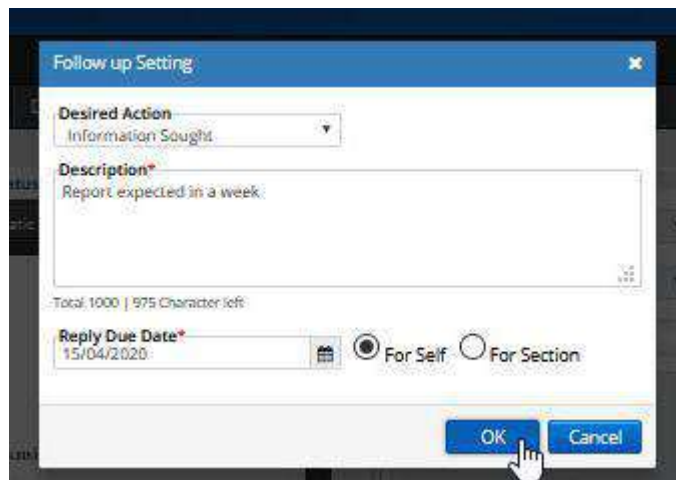 Follow up Setting
Desired Action
Information Sought
Description*
Report expected in a week
Total 1000 | 975 Character left
Reply Due Date*
15/04/2020
For Self For Section
OK Cancel